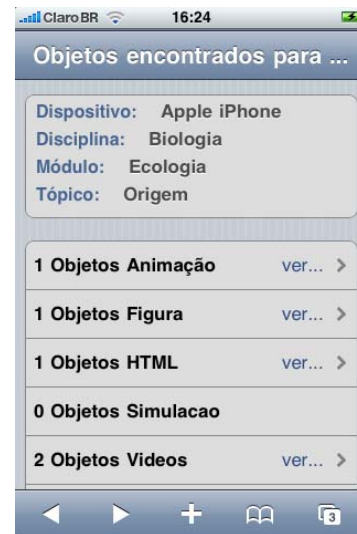 Claro BR 16:24
Objetos encontrados para ...
Dispositivo: Apple iPhone
Disciplina: Biologia
Módulo: Ecologia
Tópico: Origem
1 Objetos Animação ver...
1 Objetos Figura ver...
1 Objetos HTML ver...
0 Objetos Simulacao
2 Objetos Videos ver...
3